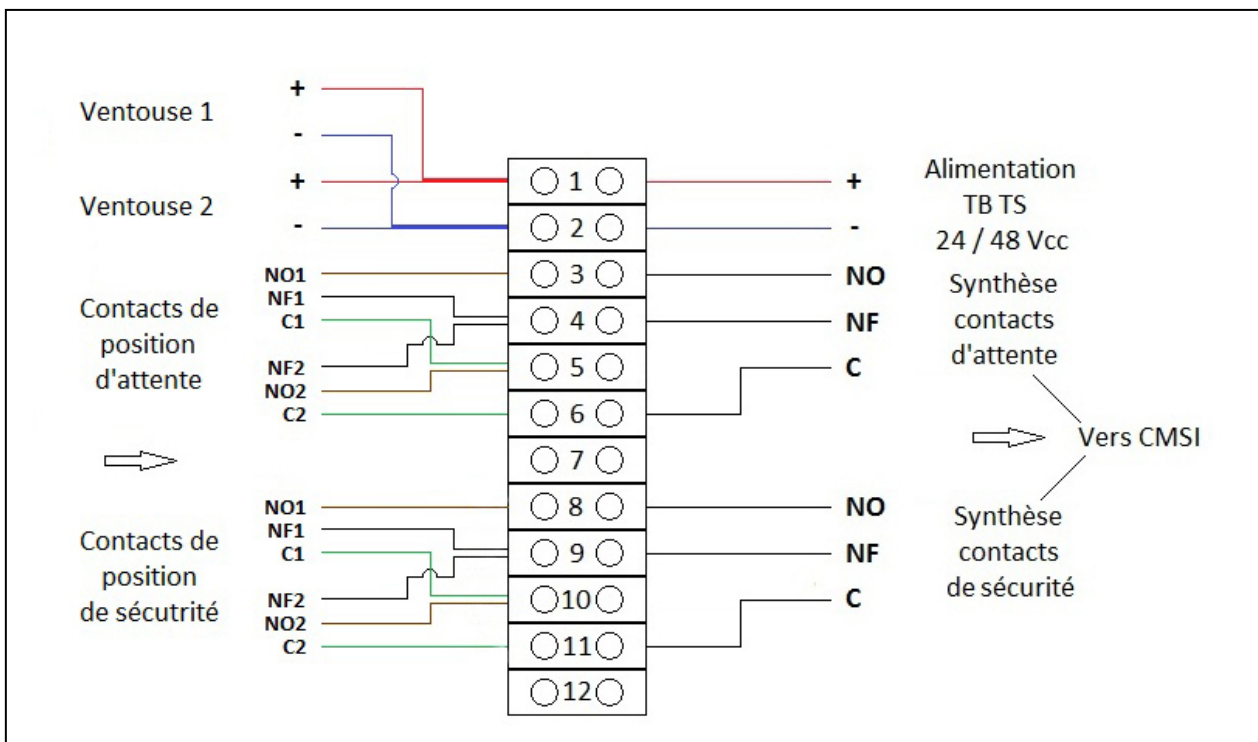 Ventouse 1
+
-
Ventouse 2
+
-
Contacts de
position
d'attente
NO1
NF1
C1
NF2
NO2
C2
Contacts de
position
de sécutrité
NO1
NF1
C1
NF2
NO2
C2
1
2
3
4
5
6
7
8
9
10
11
12
+
-
NO
NF
C
NO
NF
C
Alimentation
TB TS
24 / 48 Vcc
Synthèse
contacts
d'attente
Vers CMSI
Synthèse
contacts
de sécurité